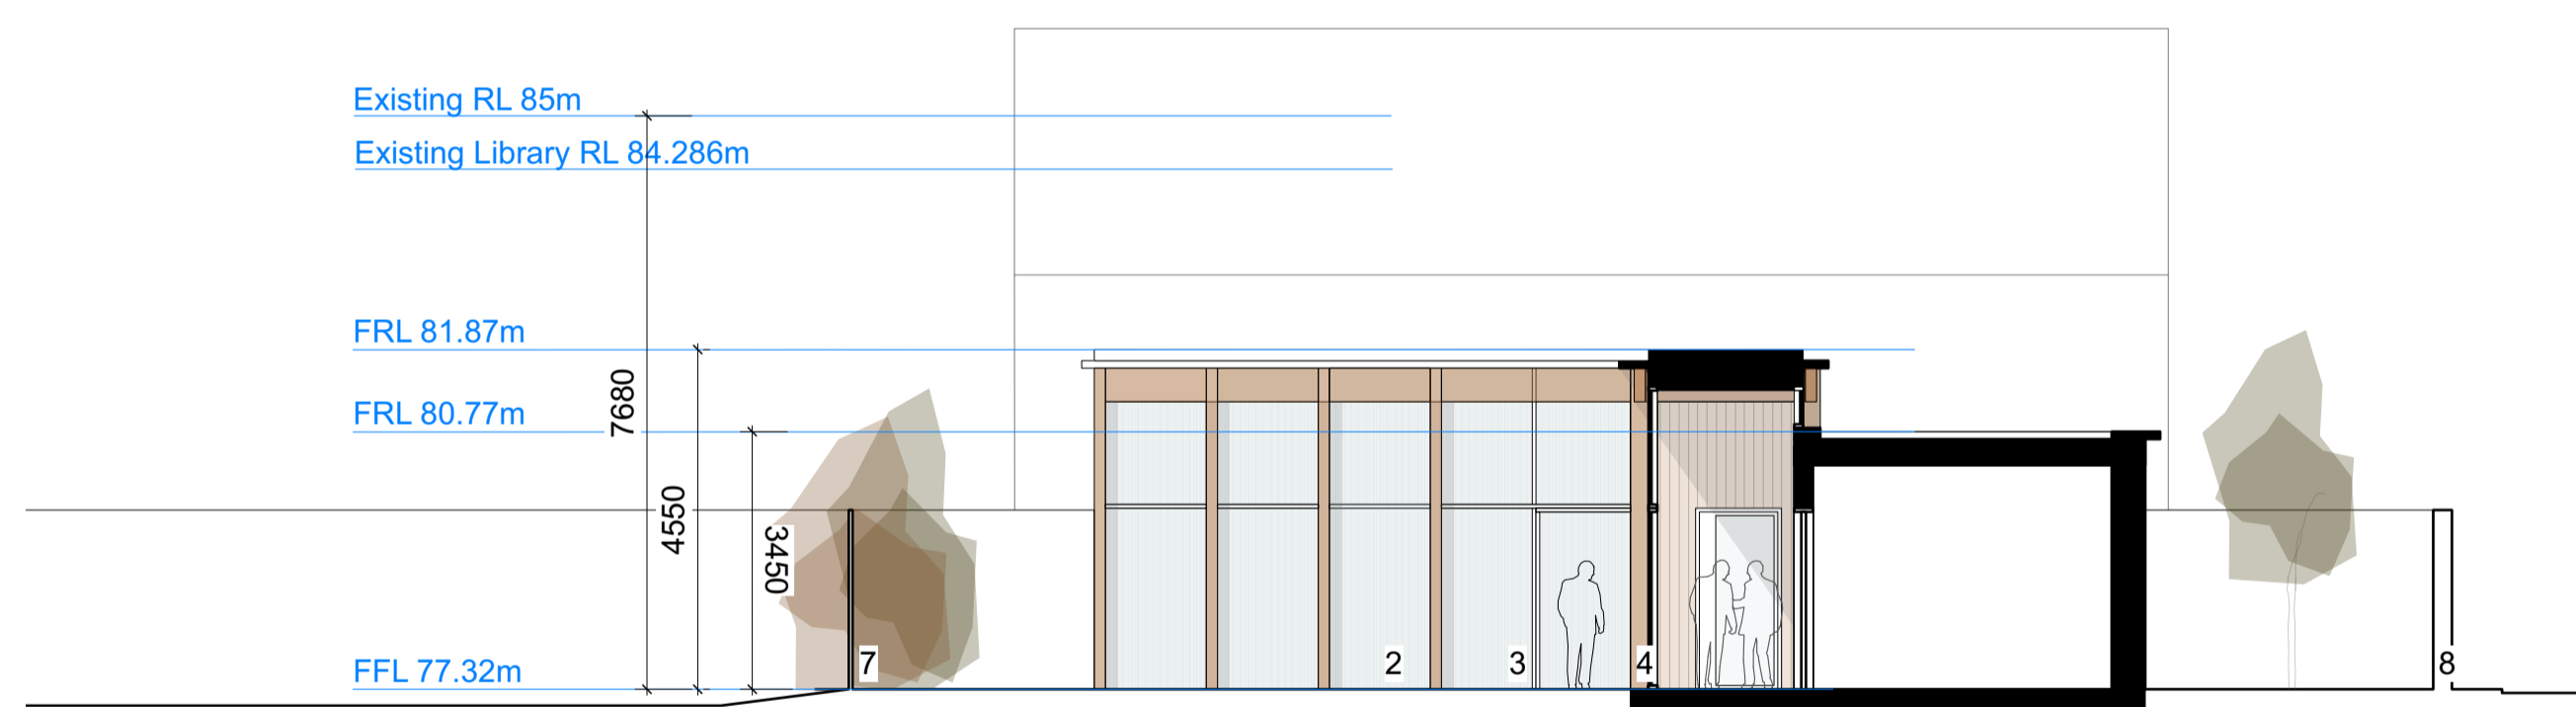 Existing RL 85m
Existing Library RL 84.286m
FRL 81.87m
7680
FRL 80.77m
4550
3450
FFL 77.32m
7
2
3
4
8